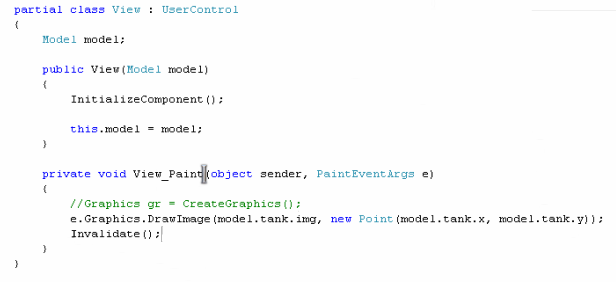 partial class View : UserControl
{
    Model model;

    public View(Model model)
    {
        InitializeComponent();

        this.model = model;
    }

    private void View_Paint(object sender, PaintEventArgs e)
    {
        //Graphics gr = CreateGraphics();
        e.Graphics.DrawImage(model.tank.img, new Point(model.tank.x, model.tank.y));
        Invalidate();
    }
}